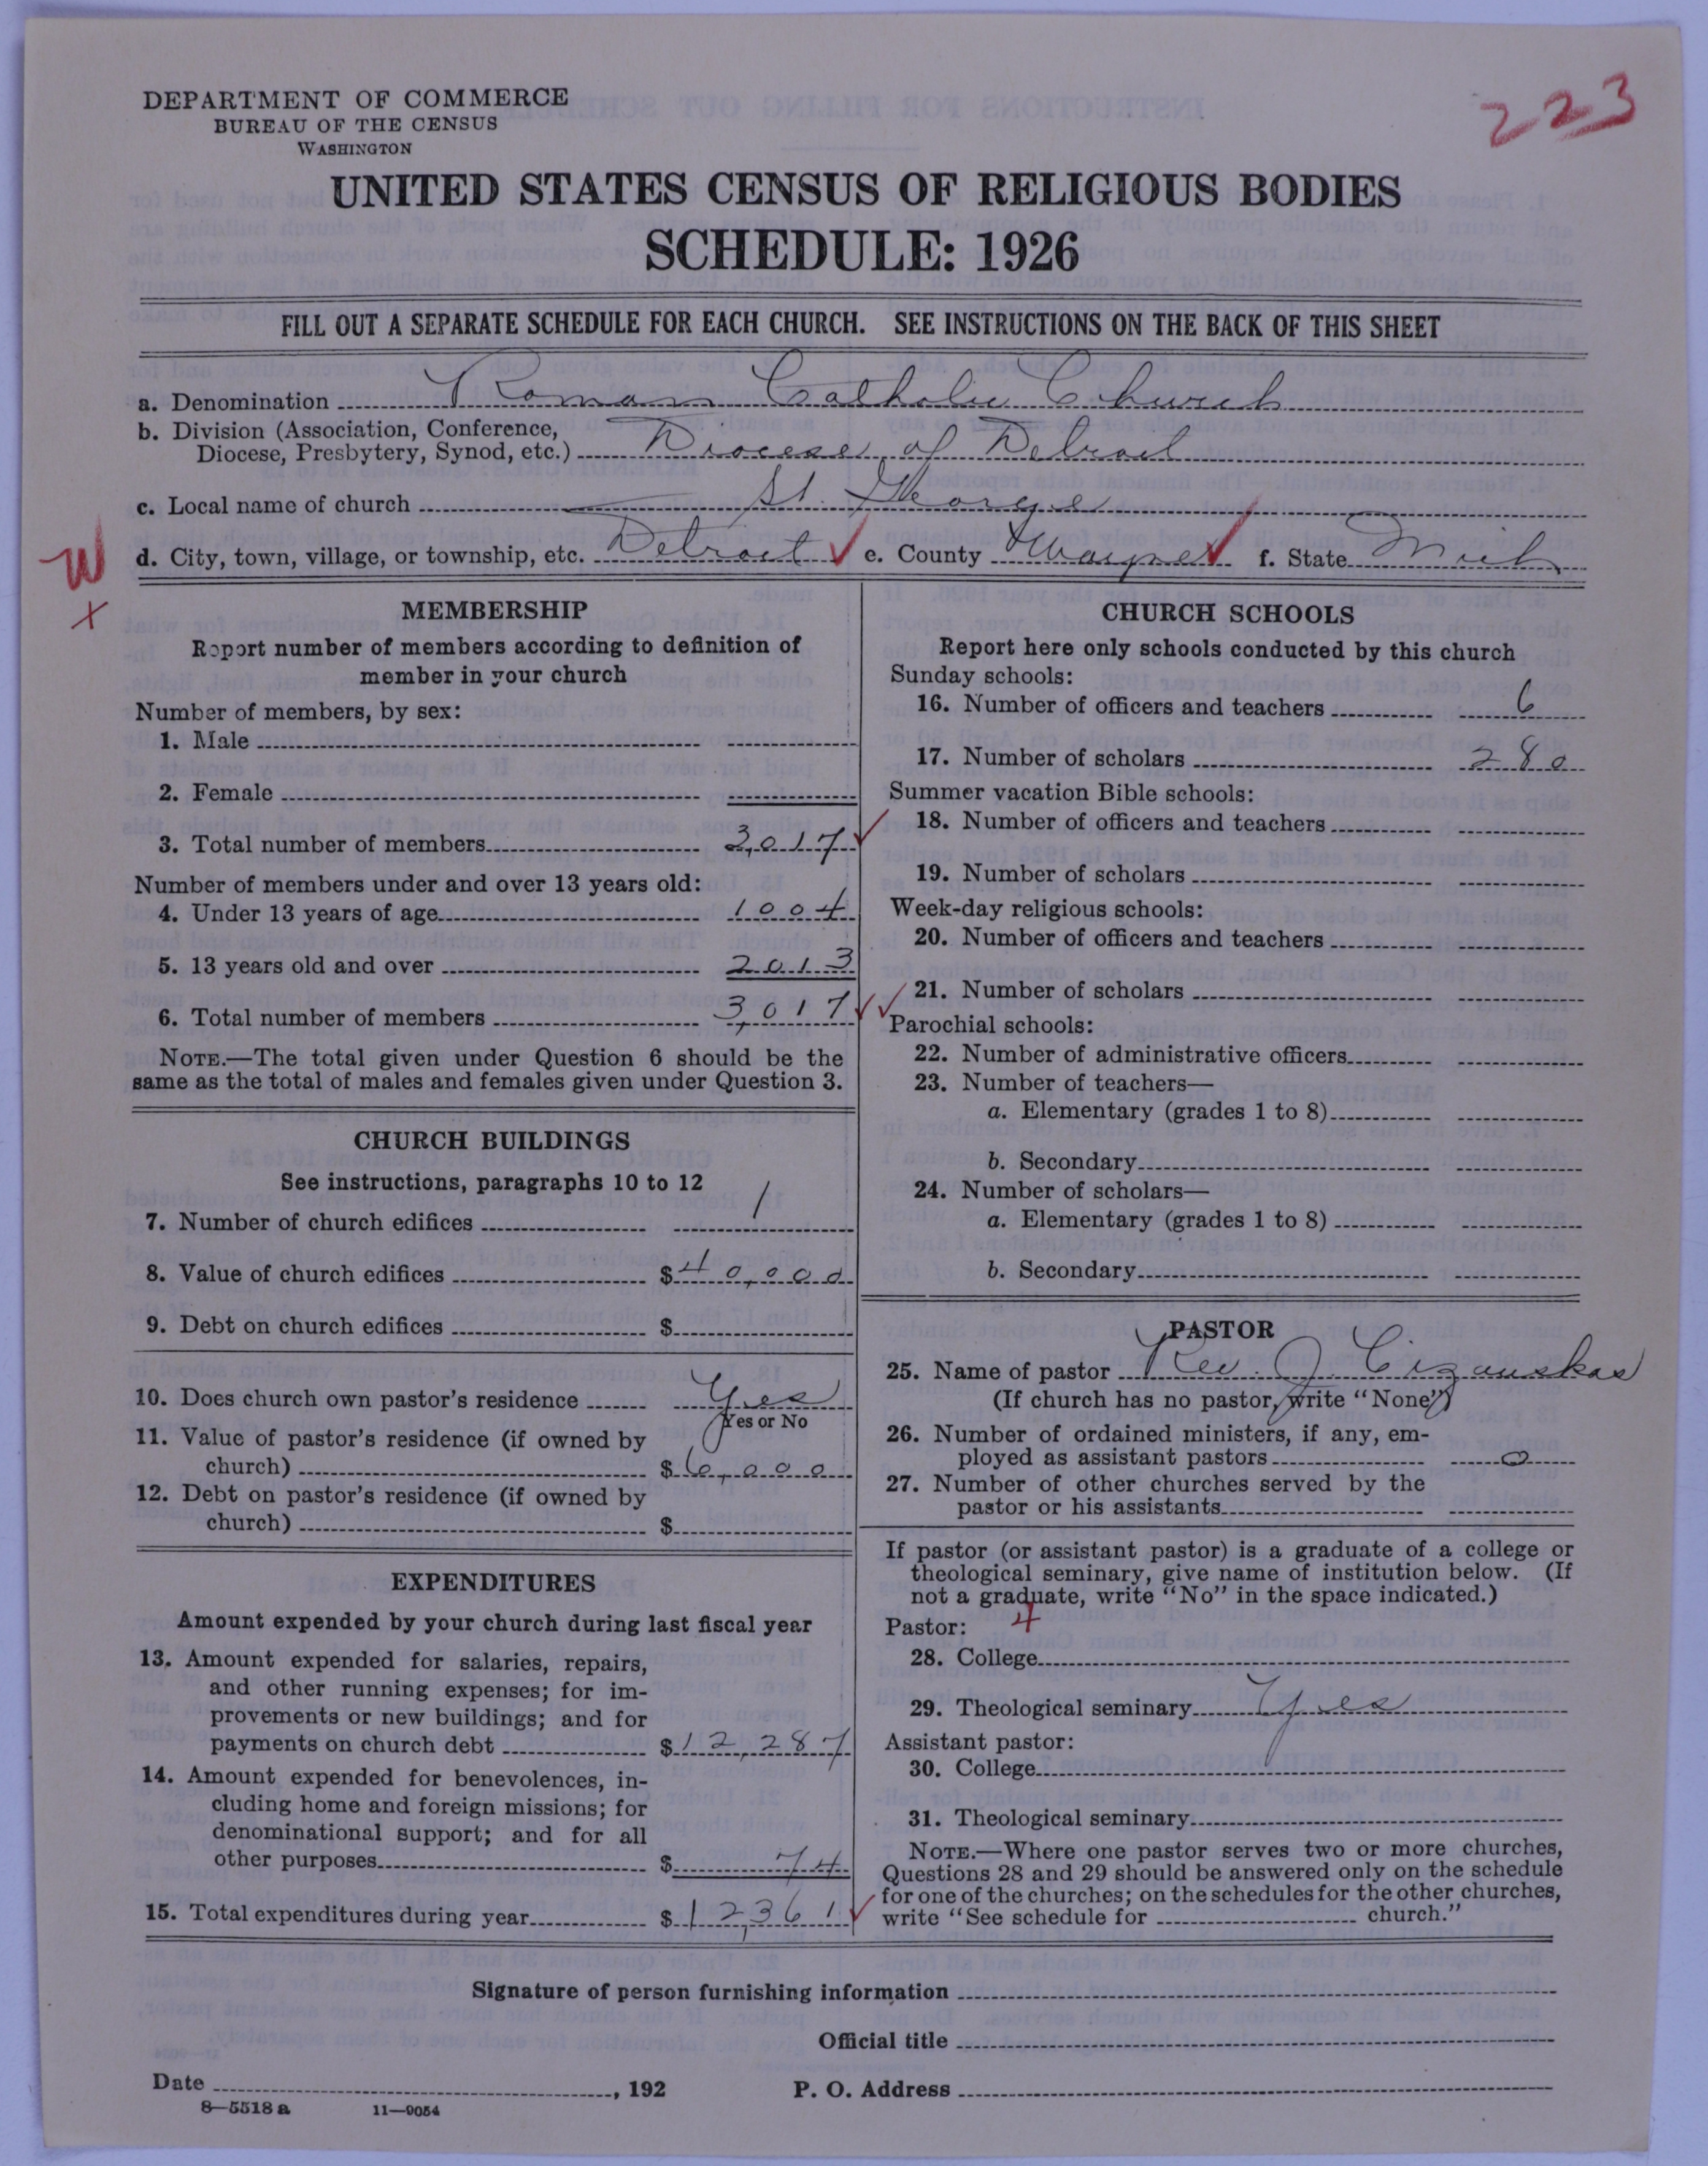 223
DEPARTMENT OF COMMERCE
BUREAU OF THE CENSUS
WASHINGTON
UNITED STATES CENSUS OF RELIGIOUS BODIES
SCHEDULE: 1926
FILL OUT A SEPARATE SCHEDULE FOR EACH CHURCH. SEE INSTRUCTIONS ON THE BACK OF THIS SHEET
a. Denomination Roman Catholic Church
b. Division (Association, Conference,
Diocese, Presbytery, Synod, etc.) Diocese of Detroit
c. Local name of church St. George
W d. City, town, village, or township, etc. Detroit ✓ e. County Wayne ✓ f. State Mich
x
MEMBERSHIP
Report number of members according to definition of
member in your church
Number of members, by sex:
1. Male
2. Female
3. Total number of members 3,017 ✓
Number of members under and over 13 years old:
4. Under 13 years of age 1004
5. 13 years old and over 2013
6. Total number of members 3,017 ✓✓
NOTE.—The total given under Question 6 should be the
same as the total of males and females given under Question 3.
CHURCH BUILDINGS
See instructions, paragraphs 10 to 12
7. Number of church edifices 1
8. Value of church edifices $40,000
9. Debt on church edifices $
10. Does church own pastor's residence Yes
Yes or No
11. Value of pastor's residence (if owned by
church) $6,000
12. Debt on pastor's residence (if owned by
church) $
EXPENDITURES
Amount expended by your church during last fiscal year
13. Amount expended for salaries, repairs,
and other running expenses; for im-
provements or new buildings; and for
payments on church debt $12,287
14. Amount expended for benevolences, in-
cluding home and foreign missions; for
denominational support; and for all
other purposes $74
15. Total expenditures during year $12,361 ✓
CHURCH SCHOOLS
Report here only schools conducted by this church
Sunday schools:
16. Number of officers and teachers 6
17. Number of scholars 280
Summer vacation Bible schools:
18. Number of officers and teachers
19. Number of scholars
Week-day religious schools:
20. Number of officers and teachers
21. Number of scholars
Parochial schools:
22. Number of administrative officers
23. Number of teachers—
a. Elementary (grades 1 to 8)
b. Secondary
24. Number of scholars—
a. Elementary (grades 1 to 8)
b. Secondary
PASTOR
25. Name of pastor Rev. J. Cizauskas
(If church has no pastor, write "None")
26. Number of ordained ministers, if any, em-
ployed as assistant pastors 0
27. Number of other churches served by the
pastor or his assistants
If pastor (or assistant pastor) is a graduate of a college or
theological seminary, give name of institution below. (If
not a graduate, write "No" in the space indicated.)
Pastor: 4
28. College
29. Theological seminary Yes
Assistant pastor:
30. College
31. Theological seminary
NOTE.—Where one pastor serves two or more churches,
Questions 28 and 29 should be answered only on the schedule
for one of the churches; on the schedules for the other churches,
write "See schedule for church."
Signature of person furnishing information
Official title
Date , 192 P. O. Address
8—5518 a 11—9054